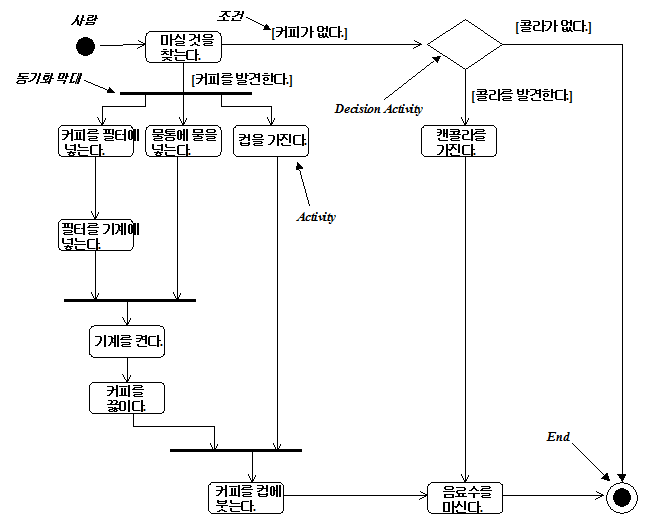 사람
조건
마실 것을
찾는다.
[커피가 없다.]
[콜라가 없다.]
동기화 막대
[커피를 발견한다.]
Decision Activity
[콜라를 발견한다.]
커피를 필터에
넣는다.
물통에 물을
넣는다.
컵을 가진다.
캔콜라를
가진다.
Activity
필터를 기계에
넣는다.
기계를 켠다.
커피를
끓이다.
End
커피를 컵에
붓는다.
음료수를
마신다.